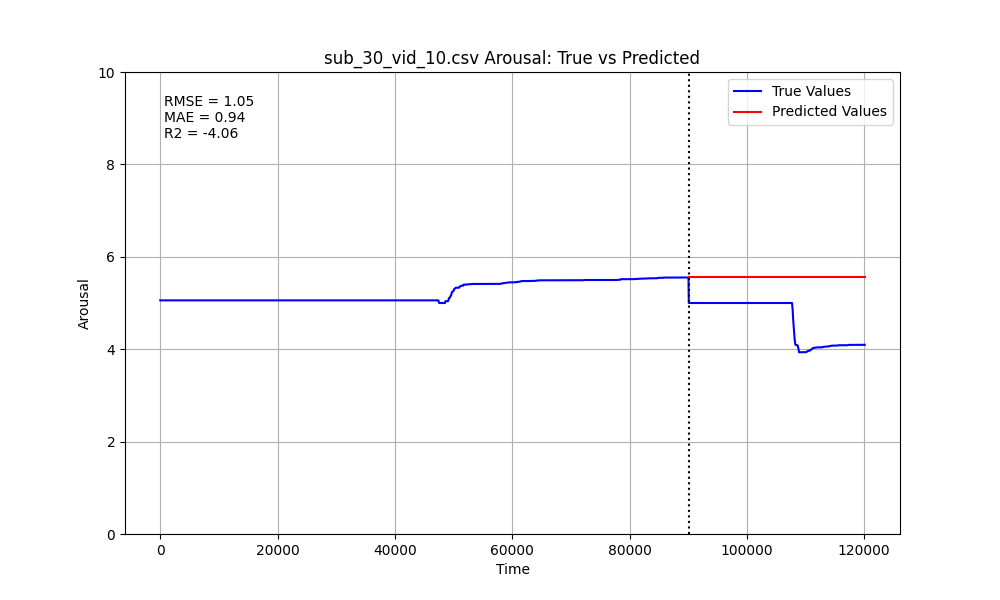 sub_30_vid_10.csv Arousal: True vs Predicted
RMSE = 1.05
MAE = 0.94
R2 = -4.06
True Values
Predicted Values
10
8
6
4
2
0
Arousal
0
20000
40000
60000
80000
100000
120000
Time